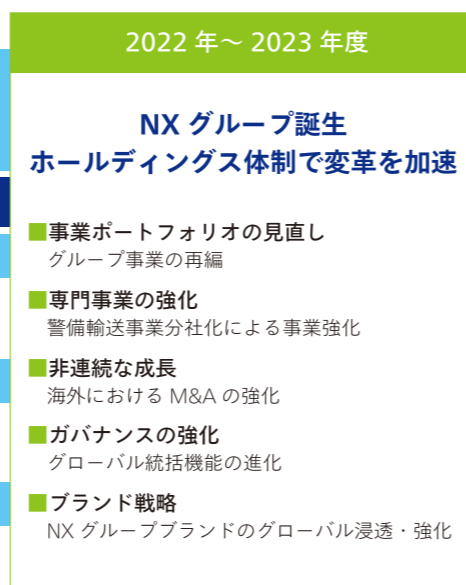 2022 年～ 2023 年度
NX グループ誕生
ホールディングス体制で変革を加速
■事業ポートフォリオの見直し
グループ事業の再編
■専門事業の強化
警備輸送事業分社化による事業強化
■非連続な成長
海外における M&A の強化
■ガバナンスの強化
グローバル統括機能の進化
■ブランド戦略
NX グループブランドのグローバル浸透・強化